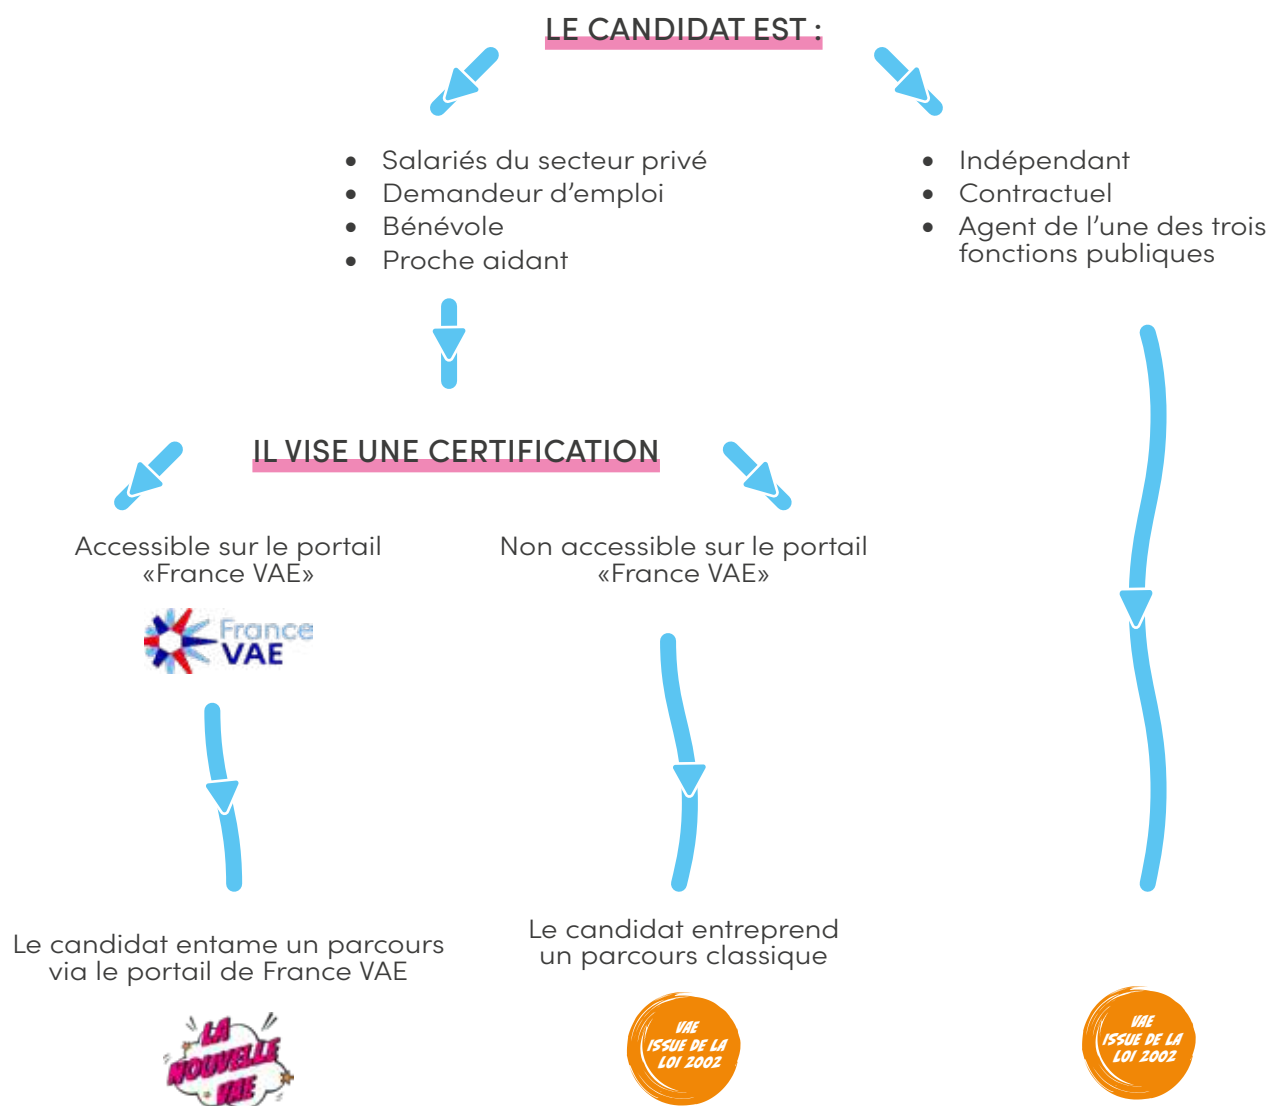 LE CANDIDAT EST :
• Salariés du secteur privé
• Demandeur d’emploi
• Bénévole
• Proche aidant
• Indépendant
• Contractuel
• Agent de l’une des trois
fonctions publiques
IL VISE UNE CERTIFICATION
Accessible sur le portail
«France VAE»
France
VAE
Non accessible sur le portail
«France VAE»
Le candidat entame un parcours
via le portail de France VAE
LA
NOUVELLE
VAE
Le candidat entreprend
un parcours classique
VAE
ISSUE DE LA
LOI 2002
VAE
ISSUE DE LA
LOI 2002